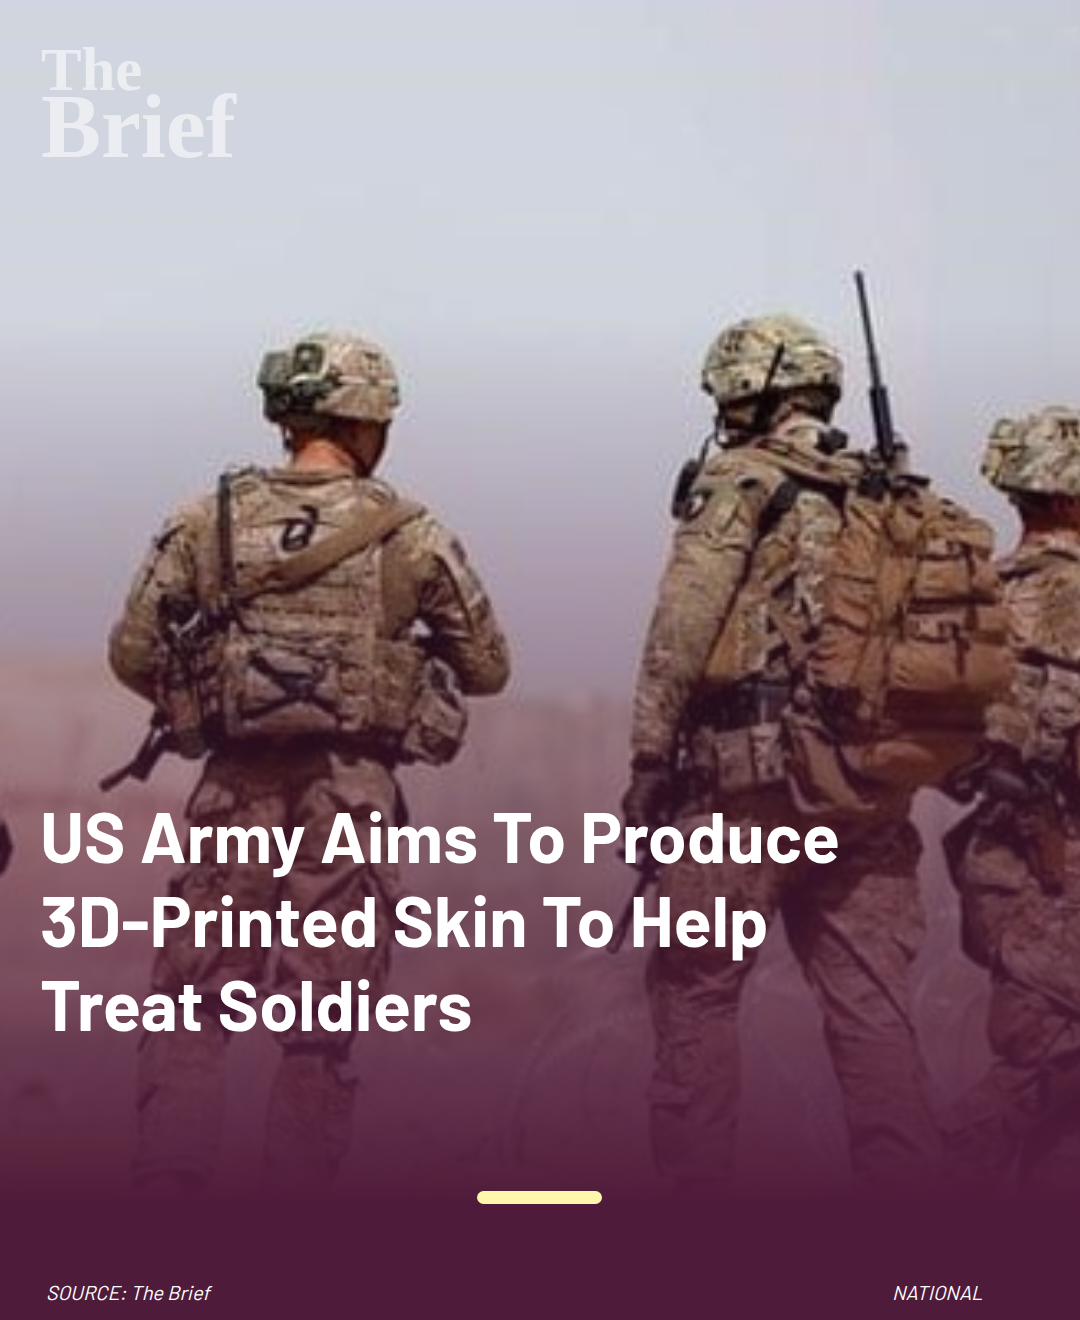 The
Brief
US Army Aims To Produce
3D-Printed Skin To Help
Treat Soldiers
SOURCE: The Brief
NATIONAL